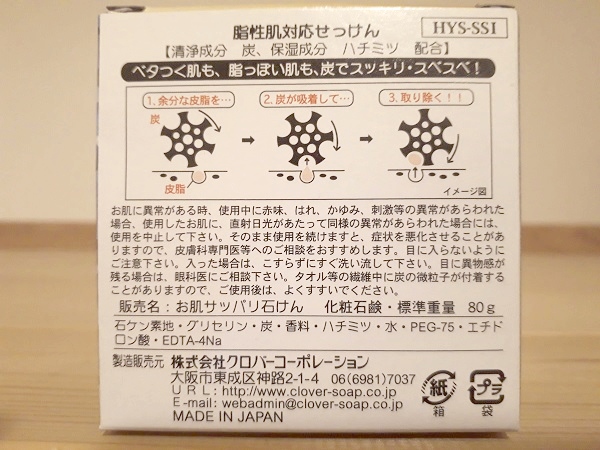 脂性肌対応せっけん
HYS-SS1
【清浄成分 炭、保湿成分 ハチミツ 配合】
ベタつく肌も、脂っぽい肌も、炭でスッキリ・スベスベ!
1. 余分な皮脂を…
2. 炭が吸着して…
3. 取り除く!!
炭
皮脂
イメージ図
お肌に異常がある時、使用中に赤味、はれ、かゆみ、刺激等の異常があらわれた
場合、使用したお肌に、直射日光があたって同様の異常があらわれた場合には、
使用を中止して下さい。そのまま使用を続けますと、症状を悪化させることがあ
りますので、皮膚科専門医等へのご相談をおすすめします。目に入らないように
ご注意下さい。入った場合は、こすらずにすぐ洗い流して下さい。目に異物感が
残る場合は、眼科医にご相談下さい。タオル等の繊維中に炭の微粒子が付着する
ことがありますので、ご使用後は、よくすすいでください。
販売名:お肌サッパリ石けん 化粧石鹸・標準重量 80g
石ケン素地・グリセリン・炭・香料・ハチミツ・水・PEG-75・エチド
ロン酸・EDTA-4Na
製造販売元 株式会社クロバーコーポレーション
大阪市東成区神路2-1-4 06(6981)7037
URL: http://www.clover-soap.co.jp
E-mail: webadmin@clover-soap.co.jp
MADE IN JAPAN
紙
箱
プラ
袋